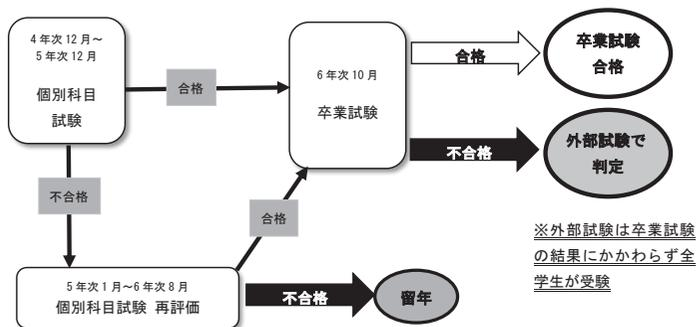 4年次12月～
5年次12月
個別科目
試験
合格
6年次10月
卒業試験
合格
卒業試験
合格
不合格
外部試験で
判定
不合格
合格
※外部試験は卒業試験
の結果にかかわらず全
学生が受験
5年次1月～6年次8月
個別科目試験 再評価
不合格
留年